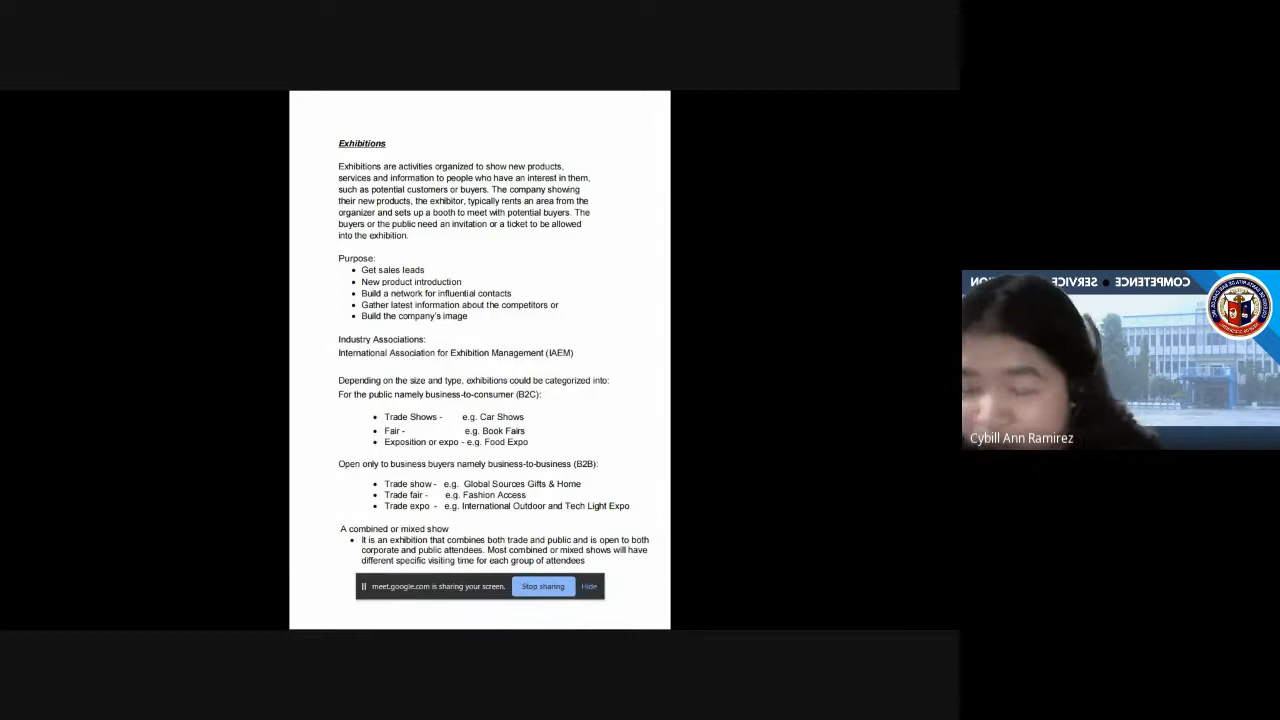 Exhibitions
Exhibitions are activities organized to show new products,
services and information to people who have an interest in them,
such as potential customers or buyers. The company showing
their new products, the exhibitor, typically rents an area from the
organizer and sets up a booth to meet with potential buyers. The
buyers or the public need an invitation or a ticket to be allowed
into the exhibition.
Purpose:
• Get sales leads
• New product introduction
• Build a network for influential contacts
• Gather latest information about the competitors or
• Build the company's image
Industry Associations:
International Association for Exhibition Management (IAEM)
Depending on the size and type, exhibitions could be categorized into:
For the public namely business-to-consumer (B2C):
• Trade Shows - e.g. Car Shows
• Fair - e.g. Book Fairs
• Exposition or expo - e.g. Food Expo
Open only to business buyers namely business-to-business (B2B):
• Trade show - e.g. Global Sources Gifts & Home
• Trade fair - e.g. Fashion Access
• Trade expo - e.g. International Outdoor and Tech Light Expo
A combined or mixed show
• It is an exhibition that combines both trade and public and is open to both
corporate and public attendees. Most combined or mixed shows will have
different specific visiting time for each group of attendees
meet.google.com is sharing your screen. Stop sharing Hide
COMPETENCE • SERVIC
ION
Cybill Ann Ramirez